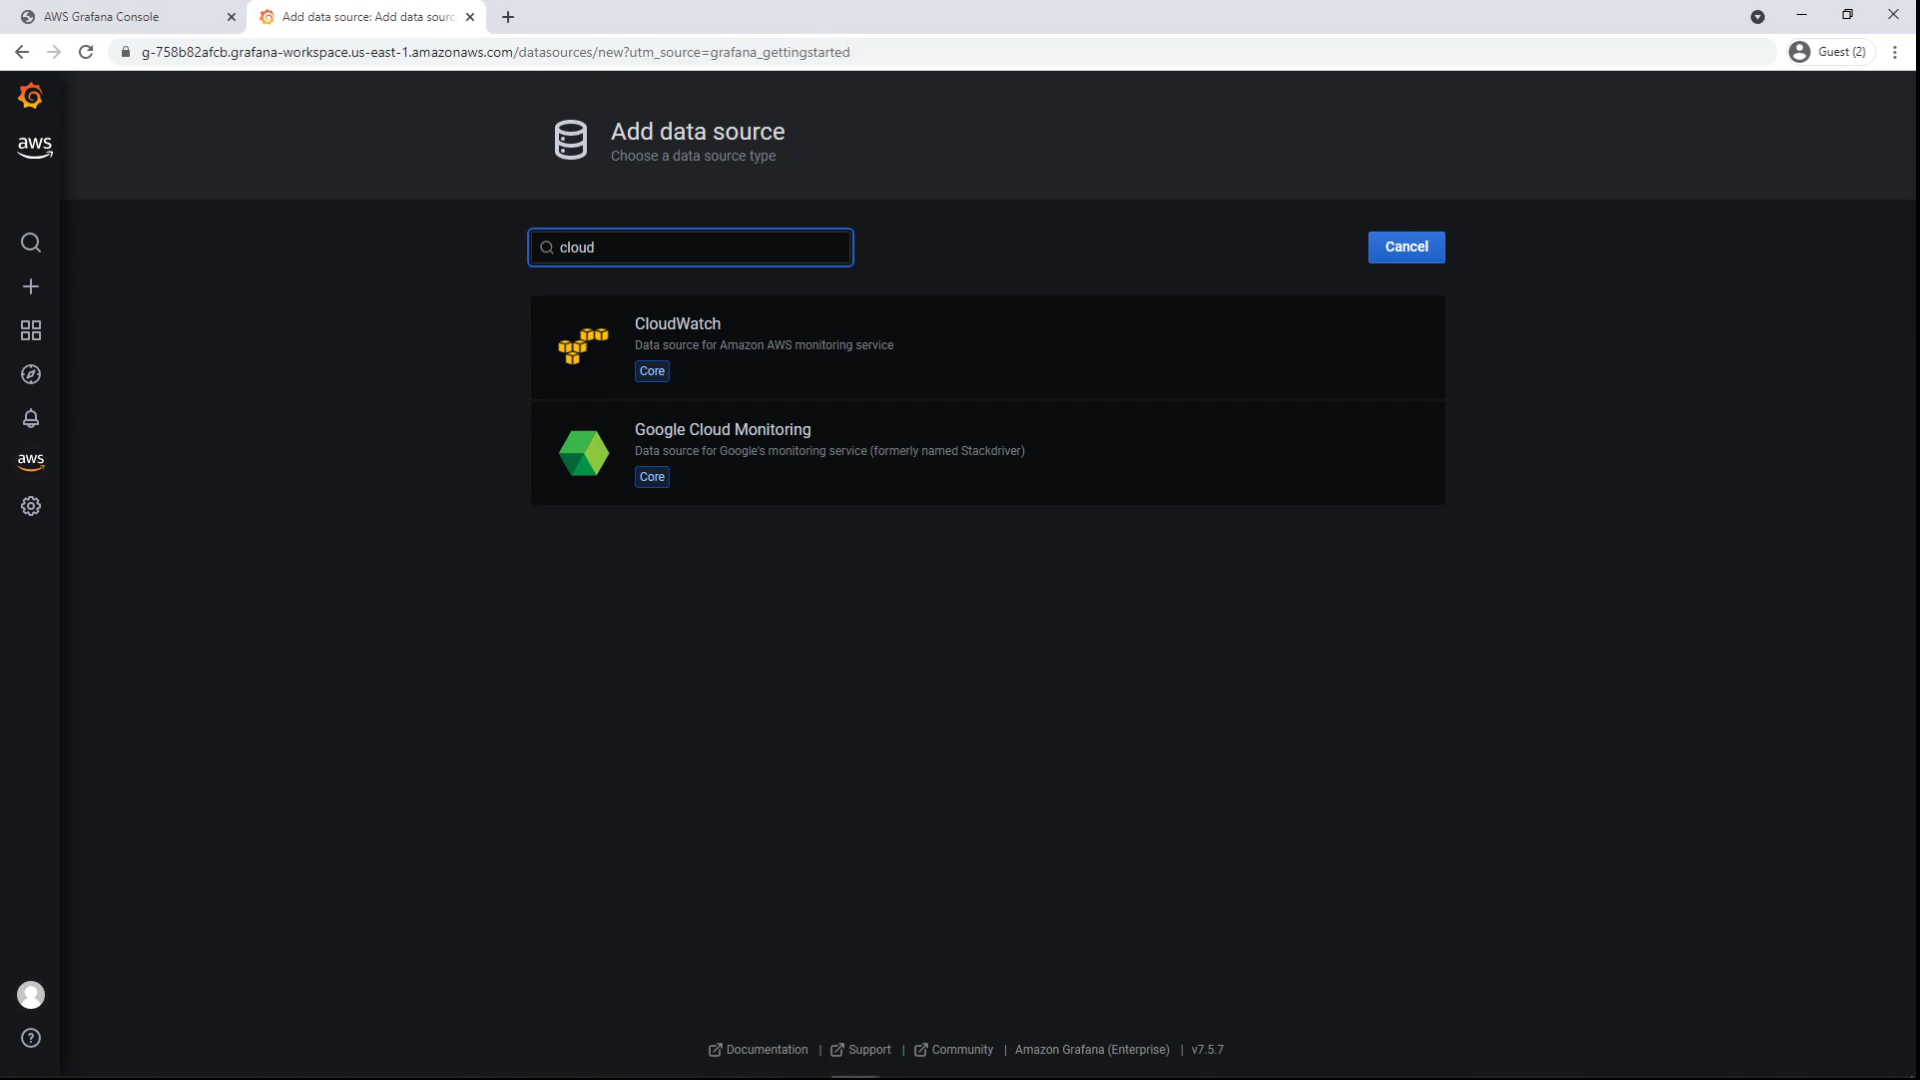 AWS Grafana Console
Add data source: Add data sourc
g-758b82afcb.grafana-workspace.us-east-1.amazonaws.com/datasources/new?utm_source=grafana_gettingstarted
Guest (2)
aws
Add data source
Choose a data source type
cloud
Cancel
CloudWatch
Data source for Amazon AWS monitoring service
Core
Google Cloud Monitoring
Data source for Google's monitoring service (formerly named Stackdriver)
Core
aws
Documentation | Support | Community | Amazon Grafana (Enterprise) | v7.5.7